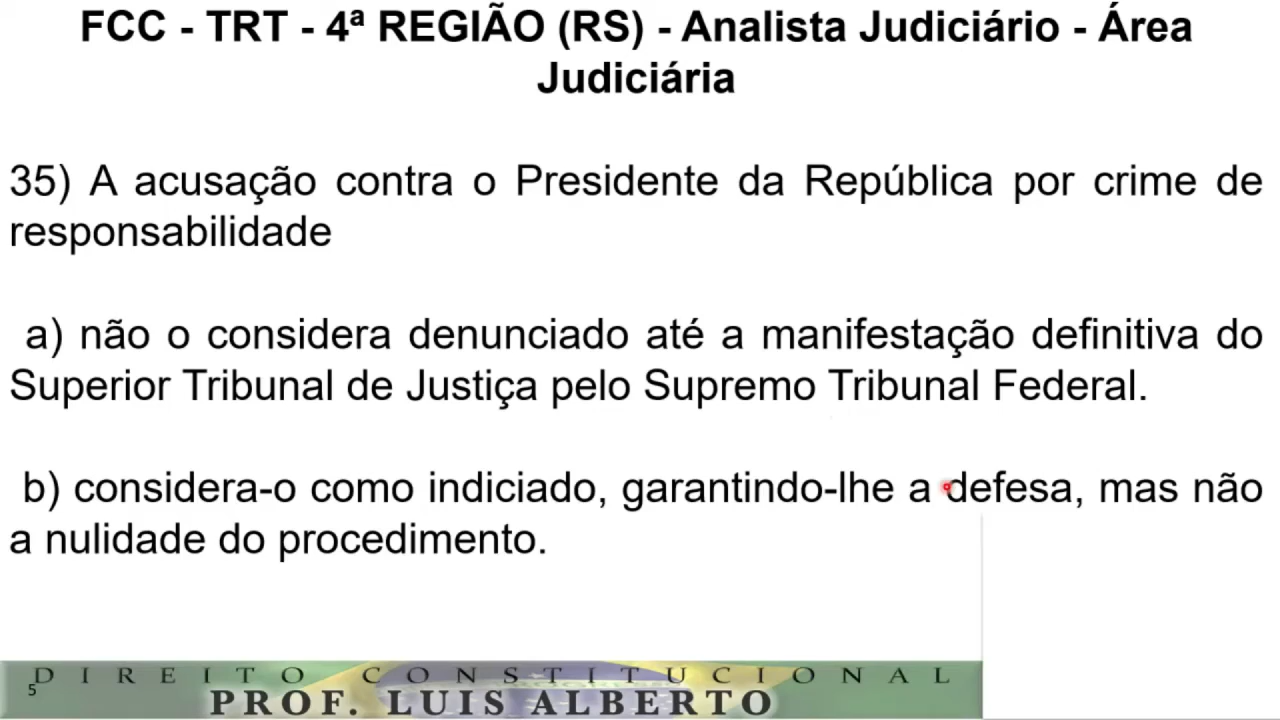 FCC - TRT - 4ª REGIÃO (RS) - Analista Judiciário - Área
Judiciária
35) A acusação contra o Presidente da República por crime de
responsabilidade
a) não o considera denunciado até a manifestação definitiva do
Superior Tribunal de Justiça pelo Supremo Tribunal Federal.
b) considera-o como indiciado, garantindo-lhe a defesa, mas não
a nulidade do procedimento.
DIREITO CONSTITUCIONAL
5
PROF. LUIS ALBERTO